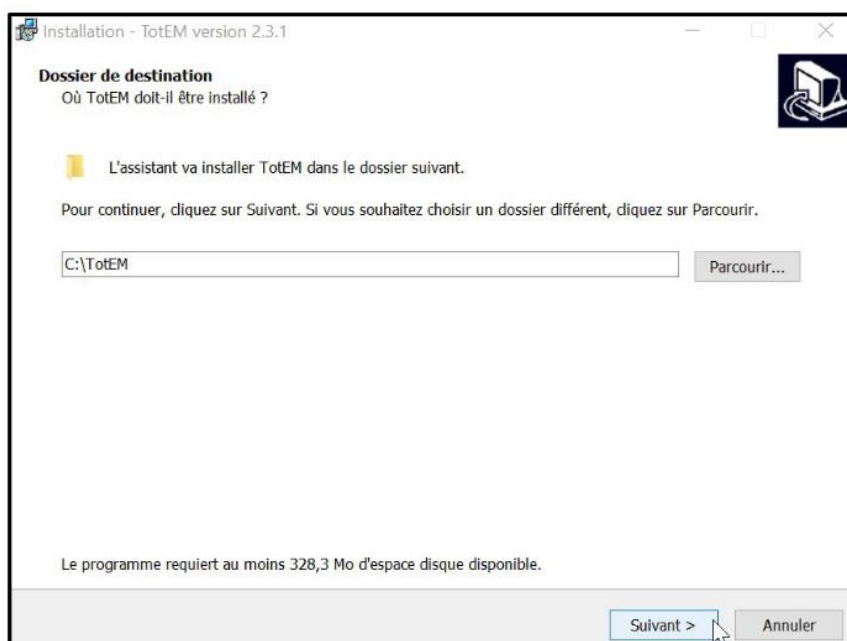 Installation - TotEM version 2.3.1
Dossier de destination
Où TotEM doit-il être installé ?
L'assistant va installer TotEM dans le dossier suivant.
Pour continuer, cliquez sur Suivant. Si vous souhaitez choisir un dossier différent, cliquez sur Parcourir.
C:\TotEM
Parcourir...
Le programme requiert au moins 328,3 Mo d'espace disque disponible.
Suivant >
Annuler